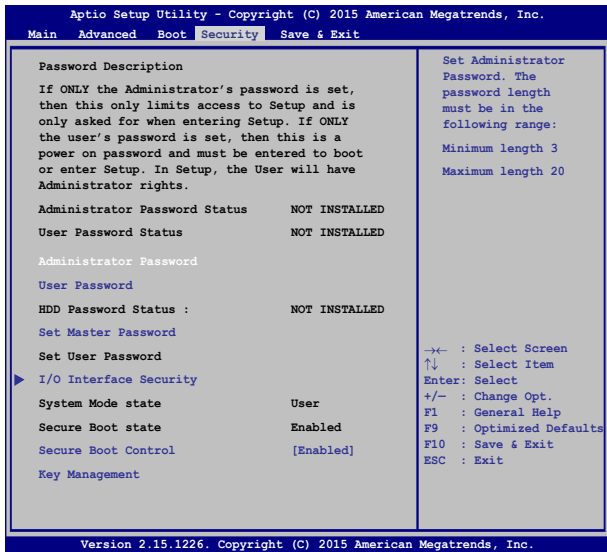 Aptio Setup Utility - Copyright (C) 2015 American Megatrends, Inc.
Main Advanced Boot Security Save & Exit
Password Description
If ONLY the Administrator's password is set,
then this only limits access to Setup and is
only asked for when entering Setup. If ONLY
the user's password is set, then this is a
power on password and must be entered to boot
or enter Setup. In Setup, the User will have
Administrator rights.
Administrator Password Status NOT INSTALLED
User Password Status NOT INSTALLED
Administrator Password
User Password
HDD Password Status : NOT INSTALLED
Set Master Password
Set User Password
I/O Interface Security
System Mode state User
Secure Boot state Enabled
Secure Boot Control [Enabled]
Key Management
Set Administrator
Password. The
password length
must be in the
following range:
Minimum length 3
Maximum length 20
→← : Select Screen
↑↓ : Select Item
Enter: Select
+/— : Change Opt.
F1 : General Help
F9 : Optimized Defaults
F10 : Save & Exit
ESC : Exit
Version 2.15.1226. Copyright (C) 2015 American Megatrends, Inc.